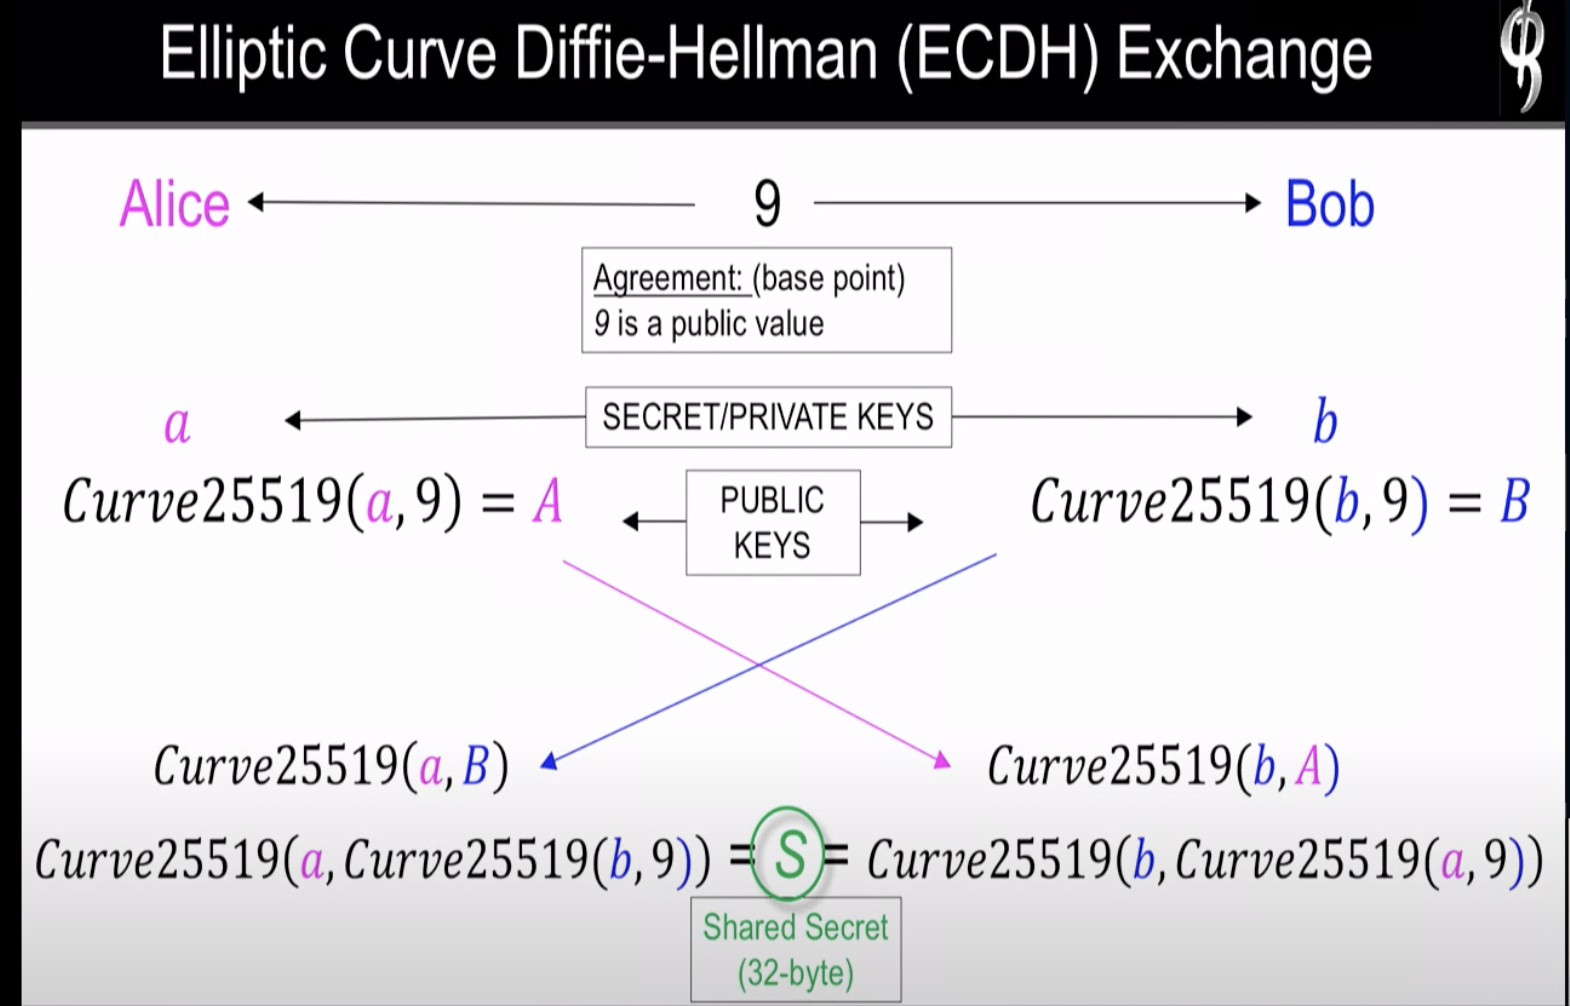 Elliptic Curve Diffie-Hellman (ECDH) Exchange
Alice 9 Bob
Agreement: (base point)
9 is a public value
a SECRET/PRIVATE KEYS b
Curve25519(a,9) = A
PUBLIC
KEYS
Curve25519(b,9) = B
Curve25519(a,B) Curve25519(b,A)
Curve25519(a,Curve25519(b,9)) = S = Curve25519(b,Curve25519(a,9))
Shared Secret
(32-byte)